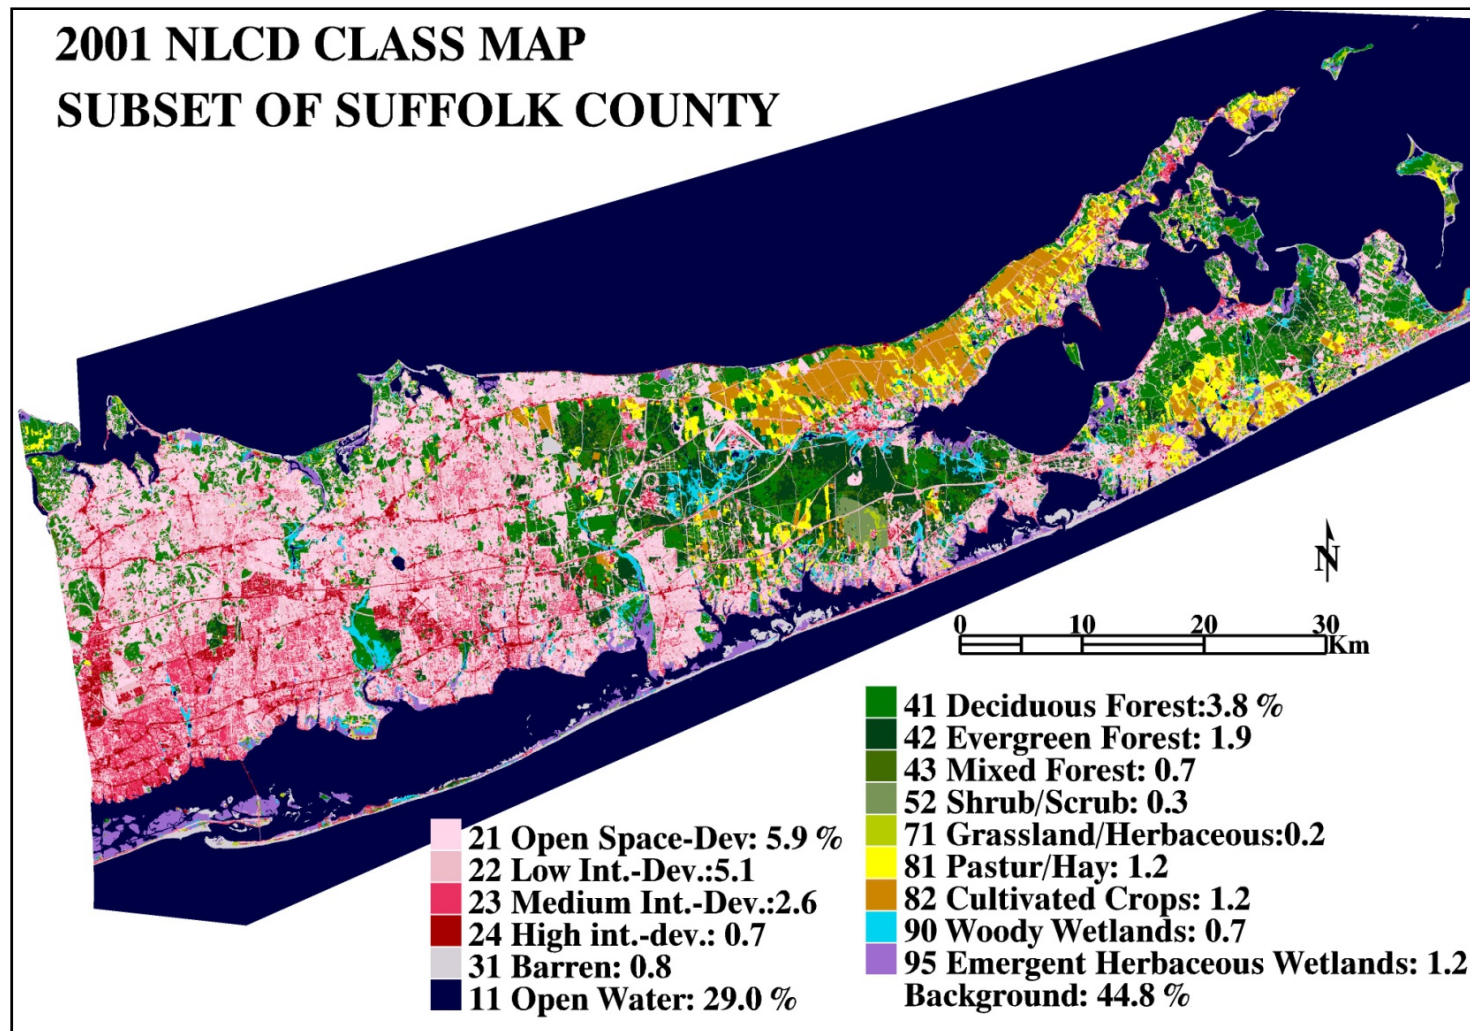 2001 NLCD CLASS MAP
SUBSET OF SUFFOLK COUNTY
N
0 10 20 30
Km
21 Open Space-Dev: 5.9 %
22 Low Int.-Dev.:5.1
23 Medium Int.-Dev.:2.6
24 High int.-dev.: 0.7
31 Barren: 0.8
11 Open Water: 29.0 %
41 Deciduous Forest:3.8 %
42 Evergreen Forest: 1.9
43 Mixed Forest: 0.7
52 Shrub/Scrub: 0.3
71 Grassland/Herbaceous:0.2
81 Pastur/Hay: 1.2
82 Cultivated Crops: 1.2
90 Woody Wetlands: 0.7
95 Emergent Herbaceous Wetlands: 1.2
Background: 44.8 %